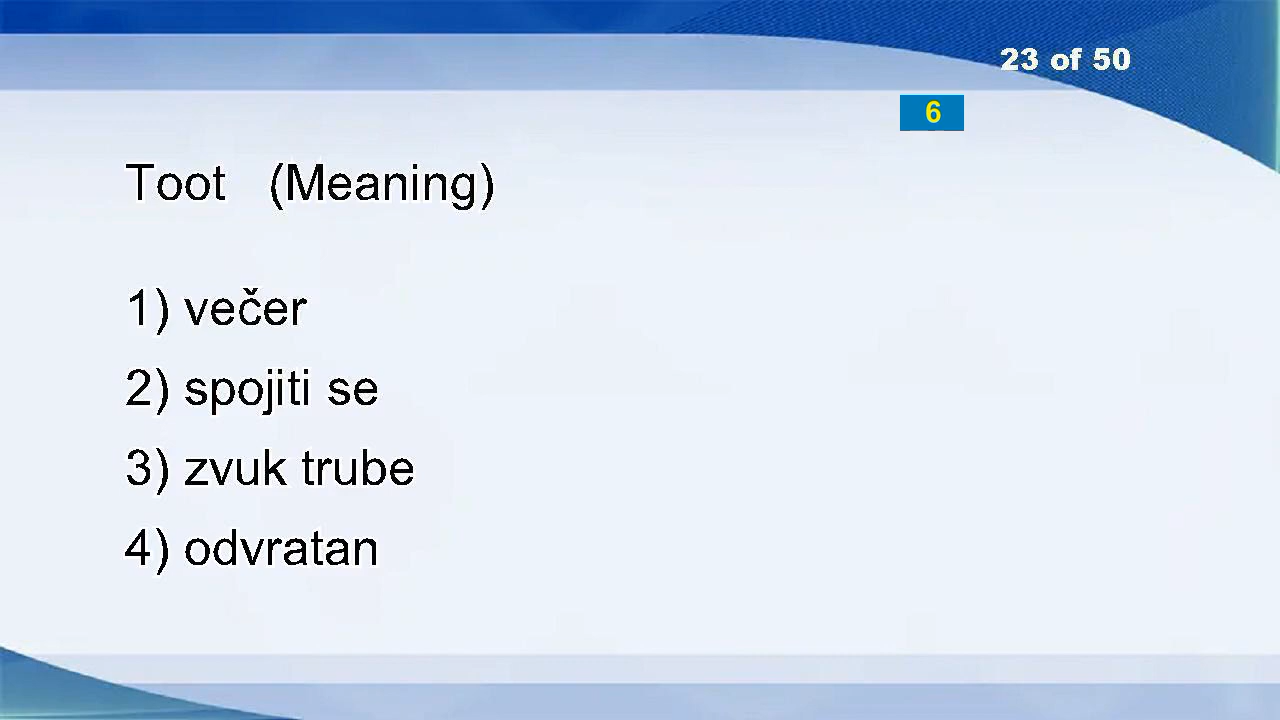 23 of 50
6
Toot (Meaning)
1) večer
2) spojiti se
3) zvuk trube
4) odvratan